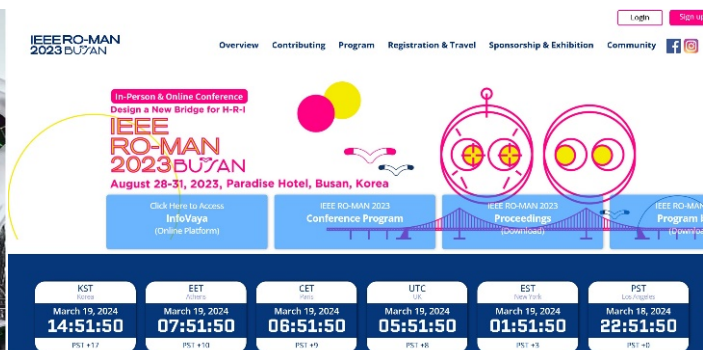 Login
Sign up
IEEE RO-MAN
2023 BUSAN
Overview Contributing Program Registration & Travel Sponsorship & Exhibition Community
In-Person & Online Conference
Design a New Bridge for H-R-I
IEEE
RO-MAN
2023 BUSAN
August 28-31, 2023, Paradise Hotel, Busan, Korea
Click Here to Access
InfoVaya
(Online Platform)
IEEE RO-MAN 2023
Conference Program
IEEE RO-MAN 2023
Proceedings
(Download)
IEEE RO-MAN
Program
KST
Korea
March 19, 2024
14:51:50
PST +17
EET
Athens
March 19, 2024
07:51:50
PST +10
CET
Paris
March 19, 2024
06:51:50
PST +9
UTC
UK
March 19, 2024
05:51:50
PST +8
EST
New York
March 19, 2024
01:51:50
PST +3
PST
Los Angeles
March 18, 2024
22:51:50
PST +0